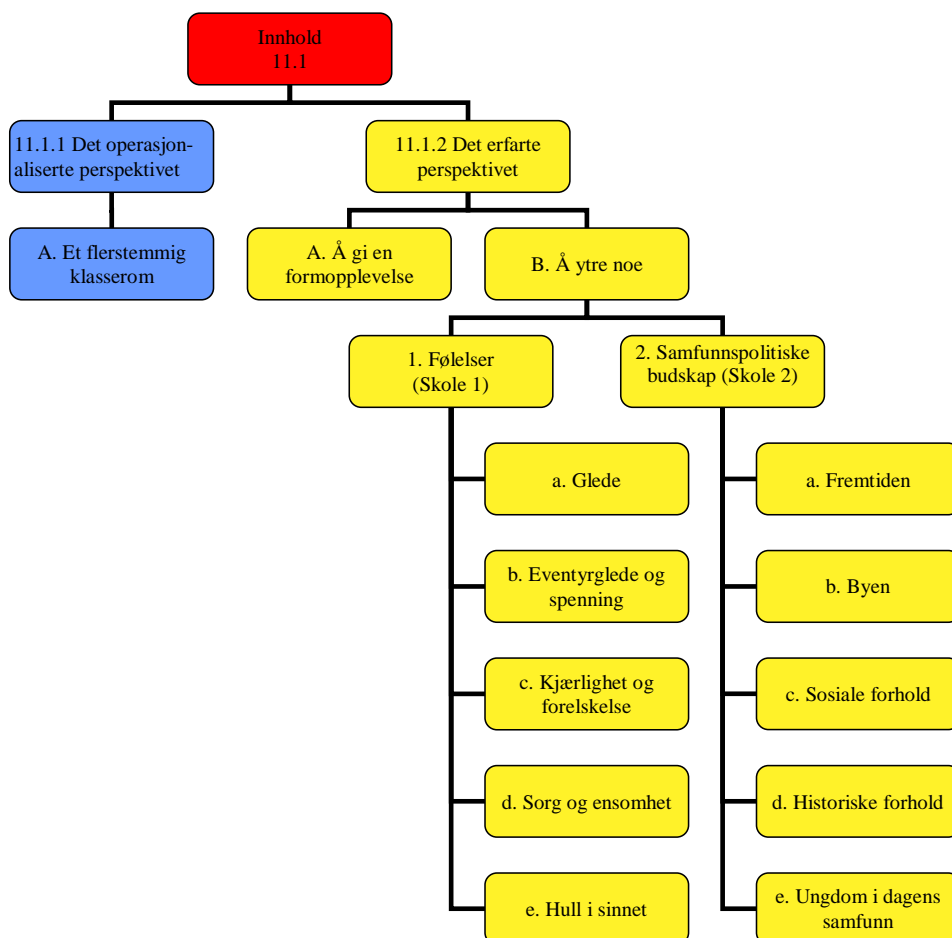 Innhold
11.1
11.1.1 Det operasjon-
aliserte perspektivet
11.1.2 Det erfarte
perspektivet
A. Et flerstemmig
klasserom
A. Å gi en
formopplevelse
B. Å ytre noe
1. Følelser
(Skole 1)
2. Samfunnspolitiske
budskap (Skole 2)
a. Glede
a. Fremtiden
b. Eventyrglede og
spenning
b. Byen
c. Kjærlighet og
forelskelse
c. Sosiale forhold
d. Sorg og ensomhet
d. Historiske forhold
e. Hull i sinnet
e. Ungdom i dagens
samfunn